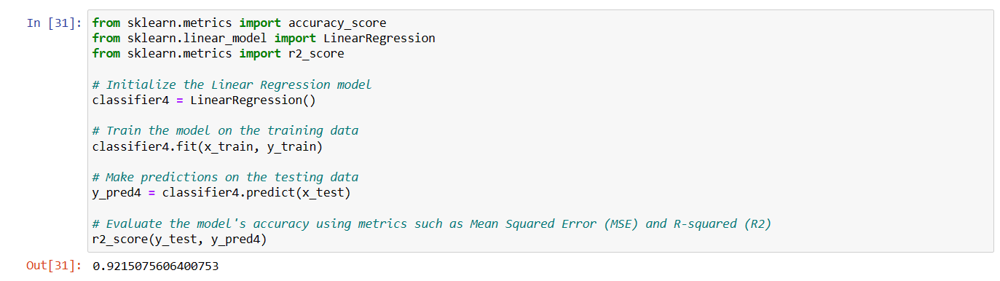 In [31]: from sklearn.metrics import accuracy_score
from sklearn.linear_model import LinearRegression
from sklearn.metrics import r2_score
# Initialize the Linear Regression model
classifier4 = LinearRegression()
# Train the model on the training data
classifier4.fit(x_train, y_train)
# Make predictions on the testing data
y_pred4 = classifier4.predict(x_test)
# Evaluate the model's accuracy using metrics such as Mean Squared Error (MSE) and R-squared (R2)
r2_score(y_test, y_pred4)
Out[31]: 0.9215075606400753